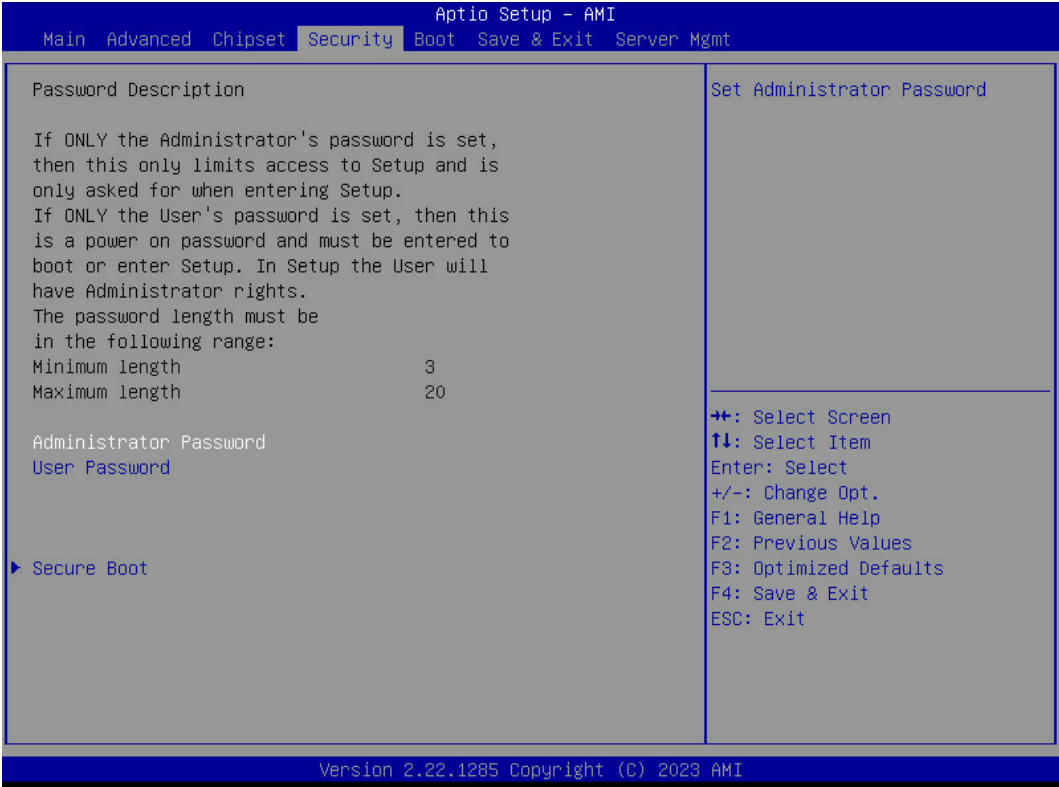 Aptio Setup – AMI
Main Advanced Chipset Security Boot Save & Exit Server Mgmt
Password Description
If ONLY the Administrator's password is set,
then this only limits access to Setup and is
only asked for when entering Setup.
If ONLY the User's password is set, then this
is a power on password and must be entered to
boot or enter Setup. In Setup the User will
have Administrator rights.
The password length must be
in the following range:
Minimum length 3
Maximum length 20
Administrator Password
User Password
▶ Secure Boot
Set Administrator Password
→←: Select Screen
↑↓: Select Item
Enter: Select
+/-: Change Opt.
F1: General Help
F2: Previous Values
F3: Optimized Defaults
F4: Save & Exit
ESC: Exit
Version 2.22.1285 Copyright (C) 2023 AMI